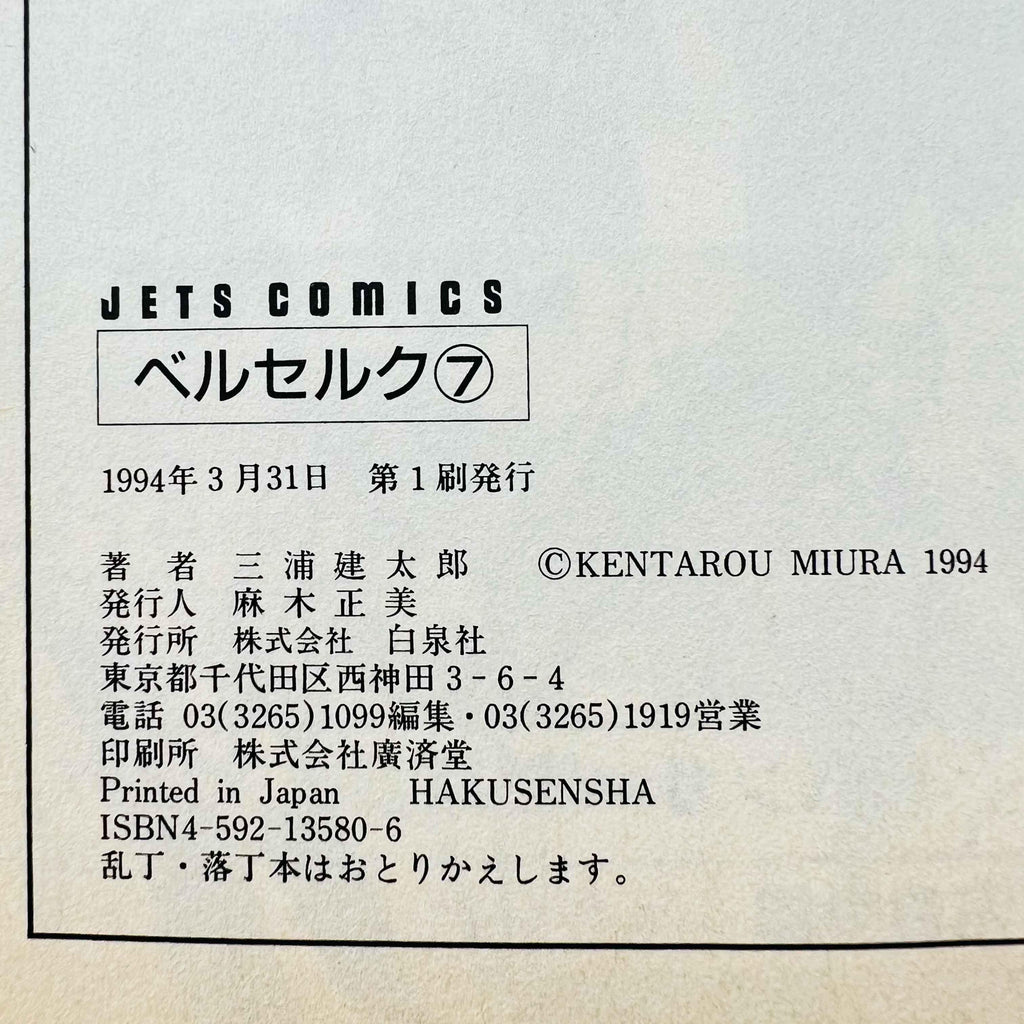 JETS COMICS
ベルセルク⑦
1994年3月31日　第1刷発行
著　者　三浦建太郎　©KENTAROU MIURA 1994
発行人　麻木正美
発行所　株式会社　白泉社
東京都千代田区西神田3-6-4
電話 03(3265)1099編集・03(3265)1919営業
印刷所　株式会社廣済堂
Printed in Japan　HAKUSENSHA
ISBN4-592-13580-6
乱丁・落丁本はおとりかえします。